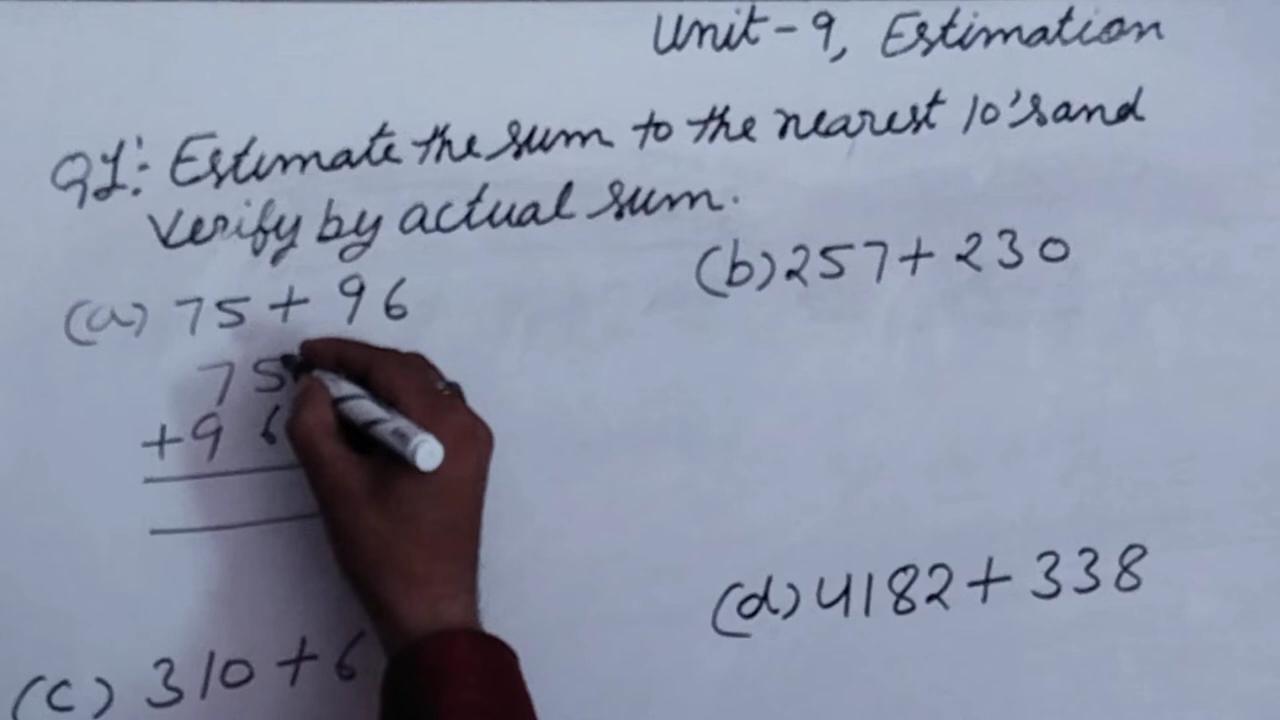 Unit-9, Estimation
Q1: Estimate the sum to the nearest 10's and
Verify by actual sum.
(a) 75 + 96
(b) 257 + 230
75
+ 96
(c) 310 + 6
(d) 4182 + 338